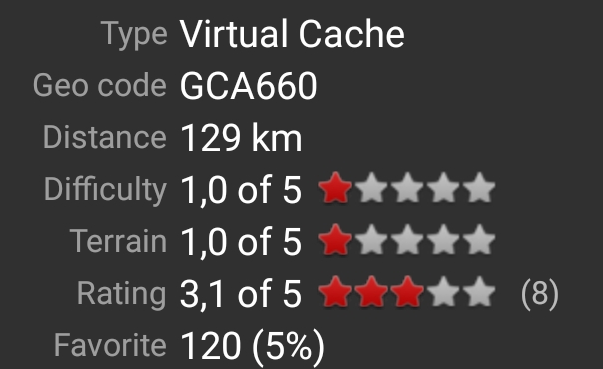 Type Virtual Cache
Geo code GCA660
Distance 129 km
Difficulty 1,0 of 5
Terrain 1,0 of 5
Rating 3,1 of 5 (8)
Favorite 120 (5%)